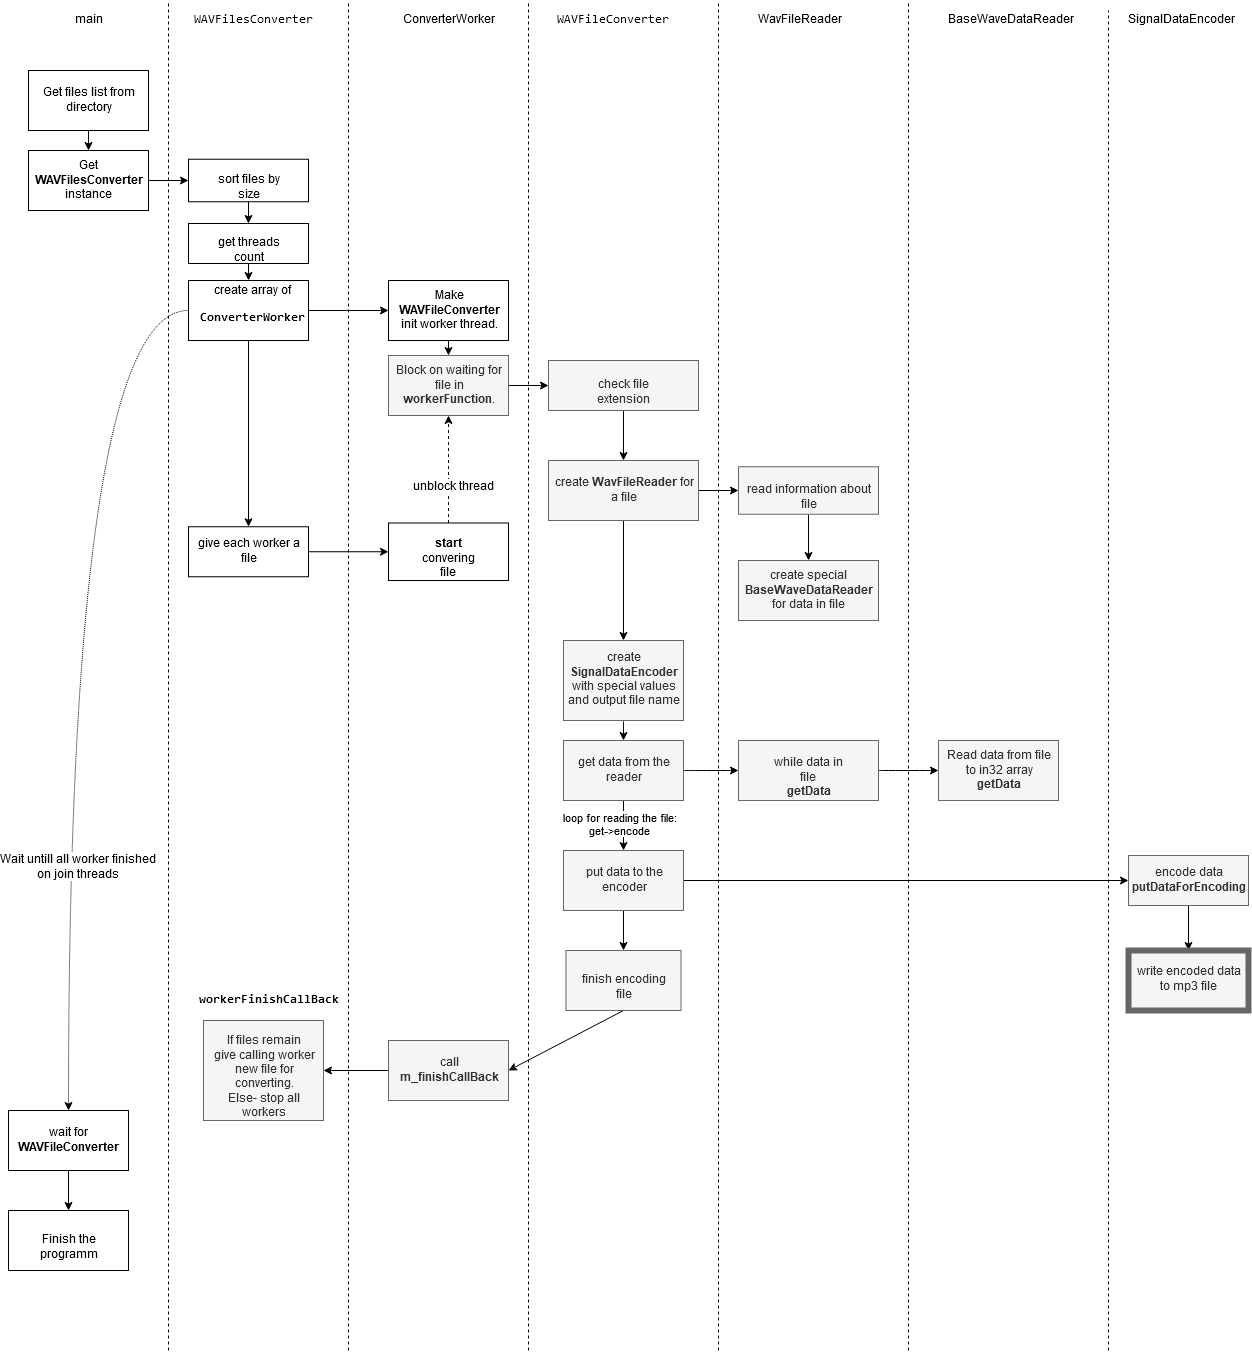 main
WAVFilesConverter
ConverterWorker
WAVFileConverter
WavFileReader
BaseWaveDataReader
SignalDataEncoder
Get files list from
directory
Get
WAVFilesConverter
instance
sort files by
size
get threads
count
create array of
ConverterWorker
Make
WAVFileConverter
init worker thread.
Block on waiting for
file in
workerFunction.
check file
extension
create WavFileReader for
a file
read information about
file
unblock thread
give each worker a
file
start
convering
file
create special
BaseWaveDataReader
for data in file
create
SignalDataEncoder
with special values
and output file name
get data from the
reader
while data in
file
getData
Read data from file
to in32 array
getData
loop for reading the file:
get->encode
Wait untill all worker finished
on join threads
put data to the
encoder
encode data
putDataForEncoding
finish encoding
file
write encoded data
to mp3 file
workerFinishCallBack
If files remain
give calling worker
new file for
converting.
Else- stop all
workers
call
m_finishCallBack
wait for
WAVFileConverter
Finish the
programm